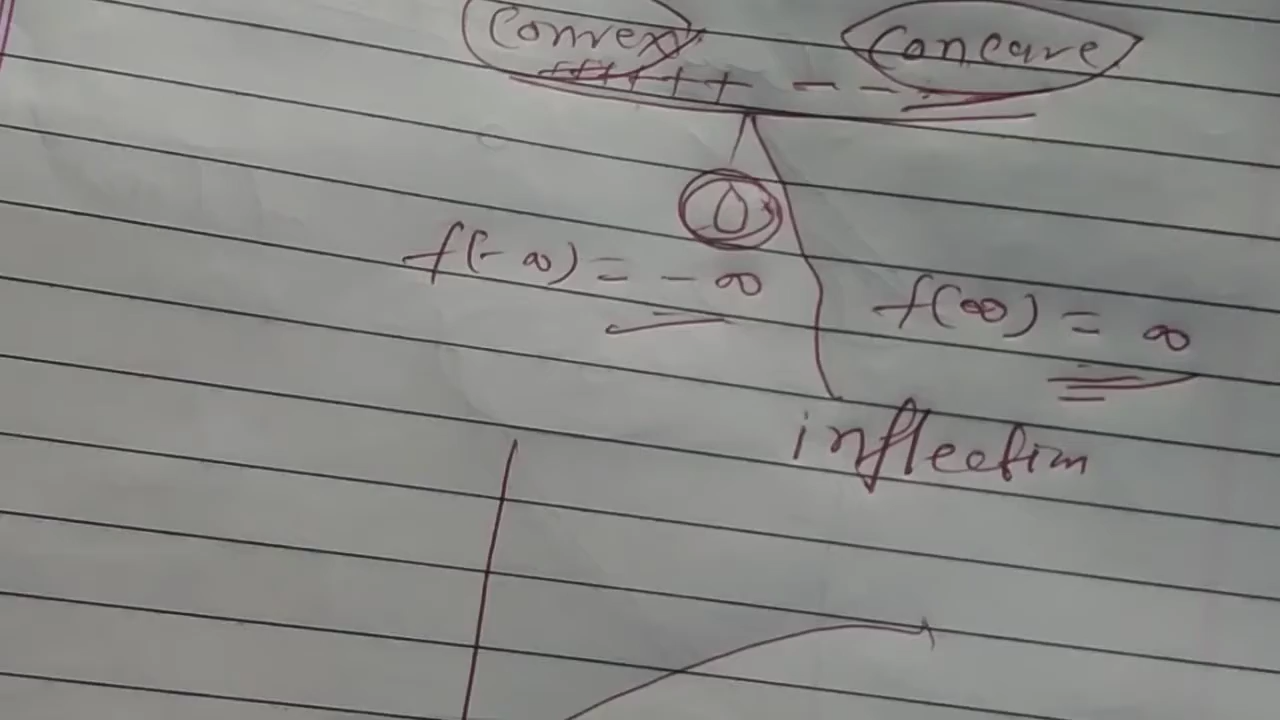 Convex Concave
+++++++ - - -
0
f(-∞) = -∞
f(∞) = ∞
inflection